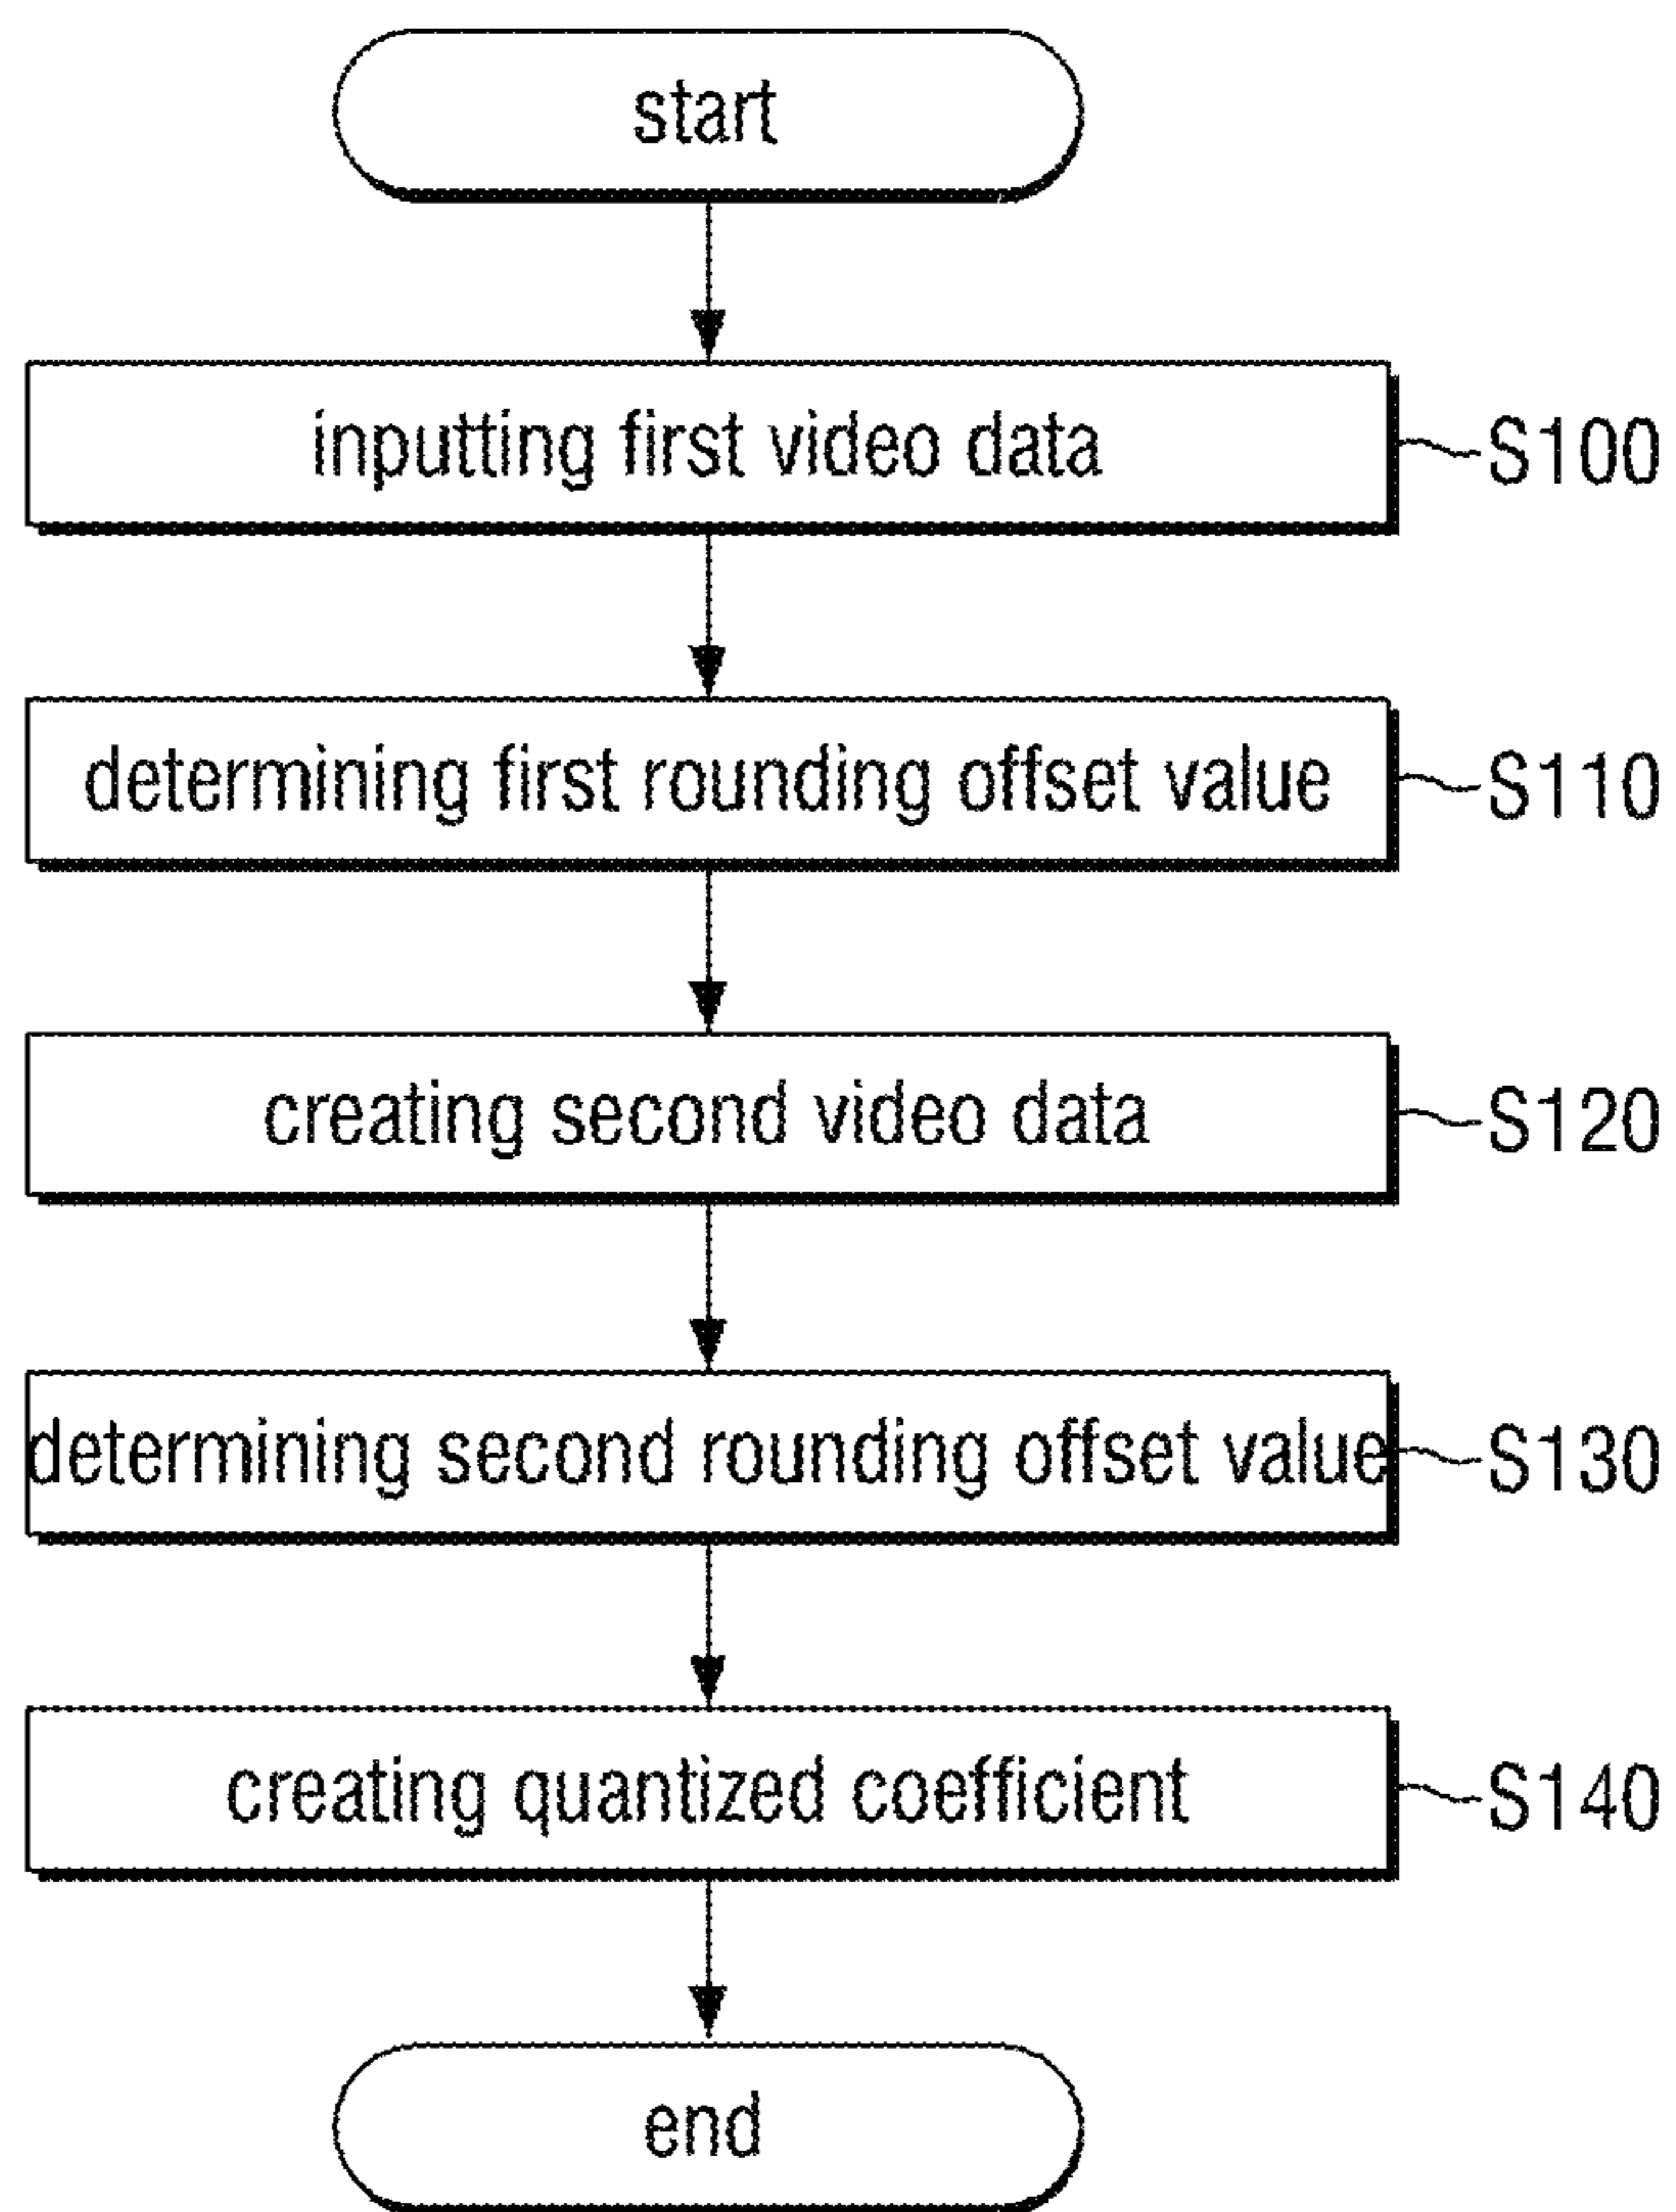 start
inputting first video data
S100
determining first rounding offset value
S110
creating second video data
S120
determining second rounding offset value
S130
creating quantized coefficient
S140
end